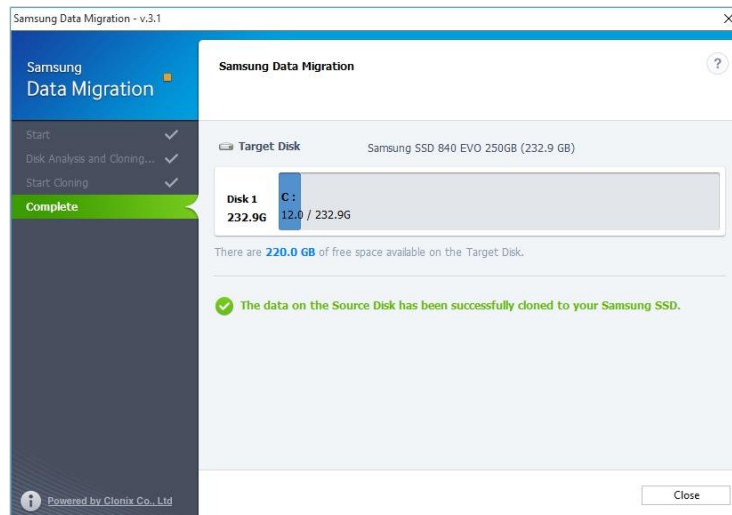 Samsung Data Migration - v.3.1
Samsung
Data Migration
Start
Disk Analysis and Cloning...
Start Cloning
Complete
Powered by Clonix Co., Ltd
Samsung Data Migration
?
Target Disk
Samsung SSD 840 EVO 250GB (232.9 GB)
Disk 1
232.9G
C :
12.0 / 232.9G
There are 220.0 GB of free space available on the Target Disk.
The data on the Source Disk has been successfully cloned to your Samsung SSD.
Close